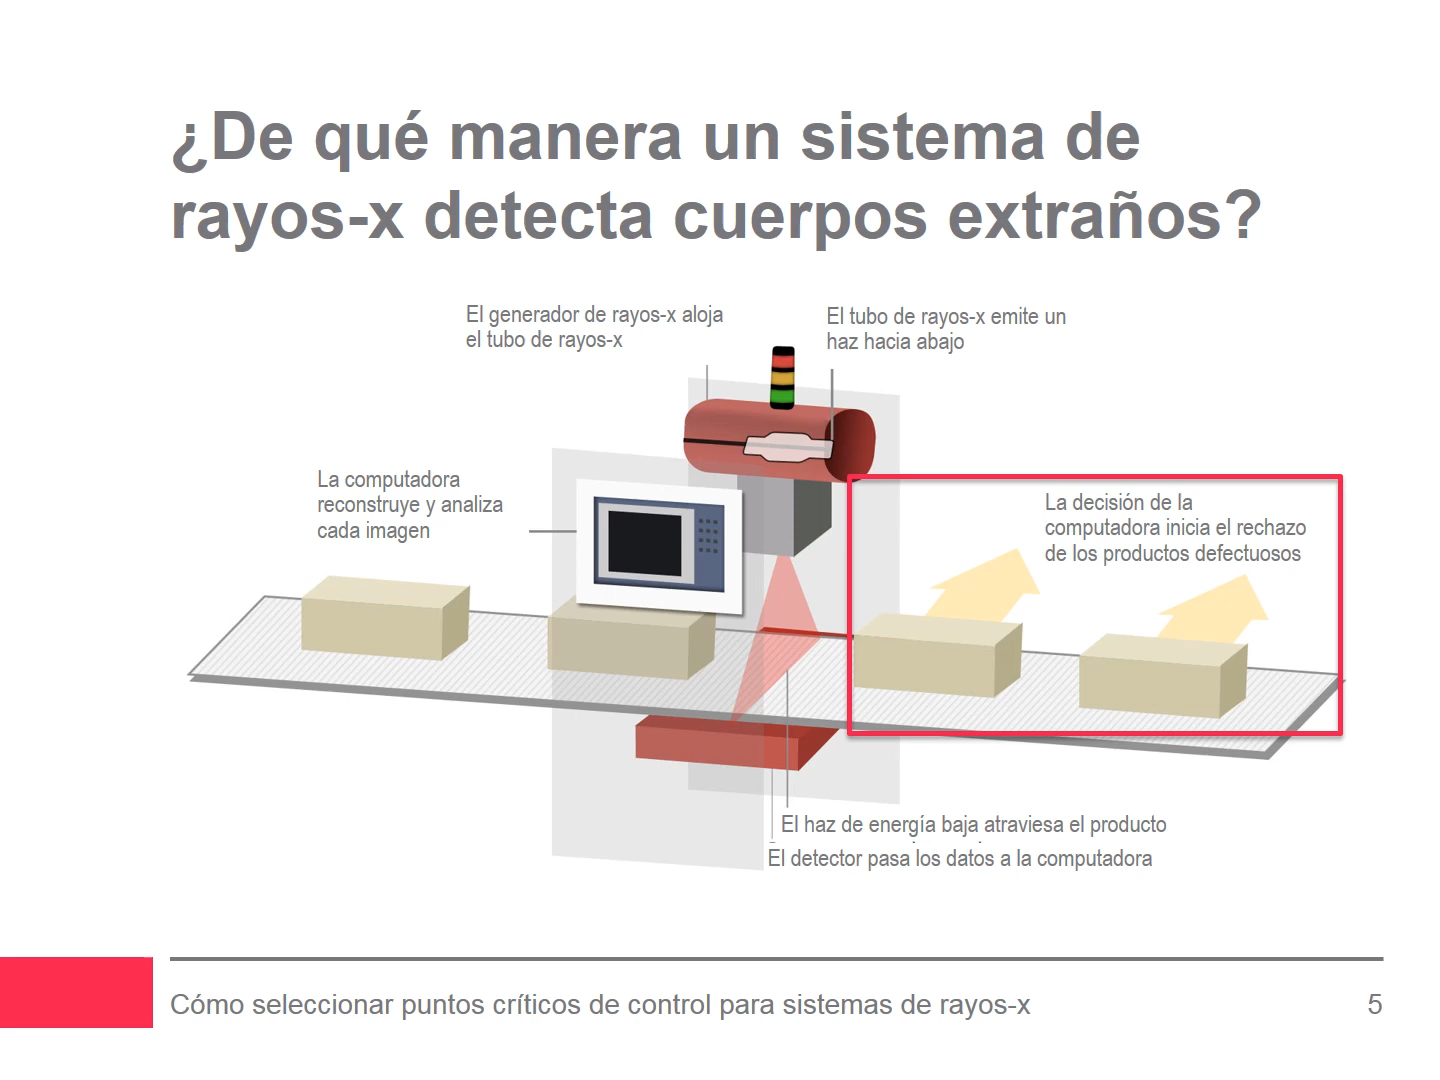 ¿De qué manera un sistema de
rayos-x detecta cuerpos extraños?
El generador de rayos-x aloja
el tubo de rayos-x
El tubo de rayos-x emite un
haz hacia abajo
La computadora
reconstruye y analiza
cada imagen
La decisión de la
computadora inicia el rechazo
de los productos defectuosos
El haz de energía baja atraviesa el producto
El detector pasa los datos a la computadora
Cómo seleccionar puntos críticos de control para sistemas de rayos-x
5